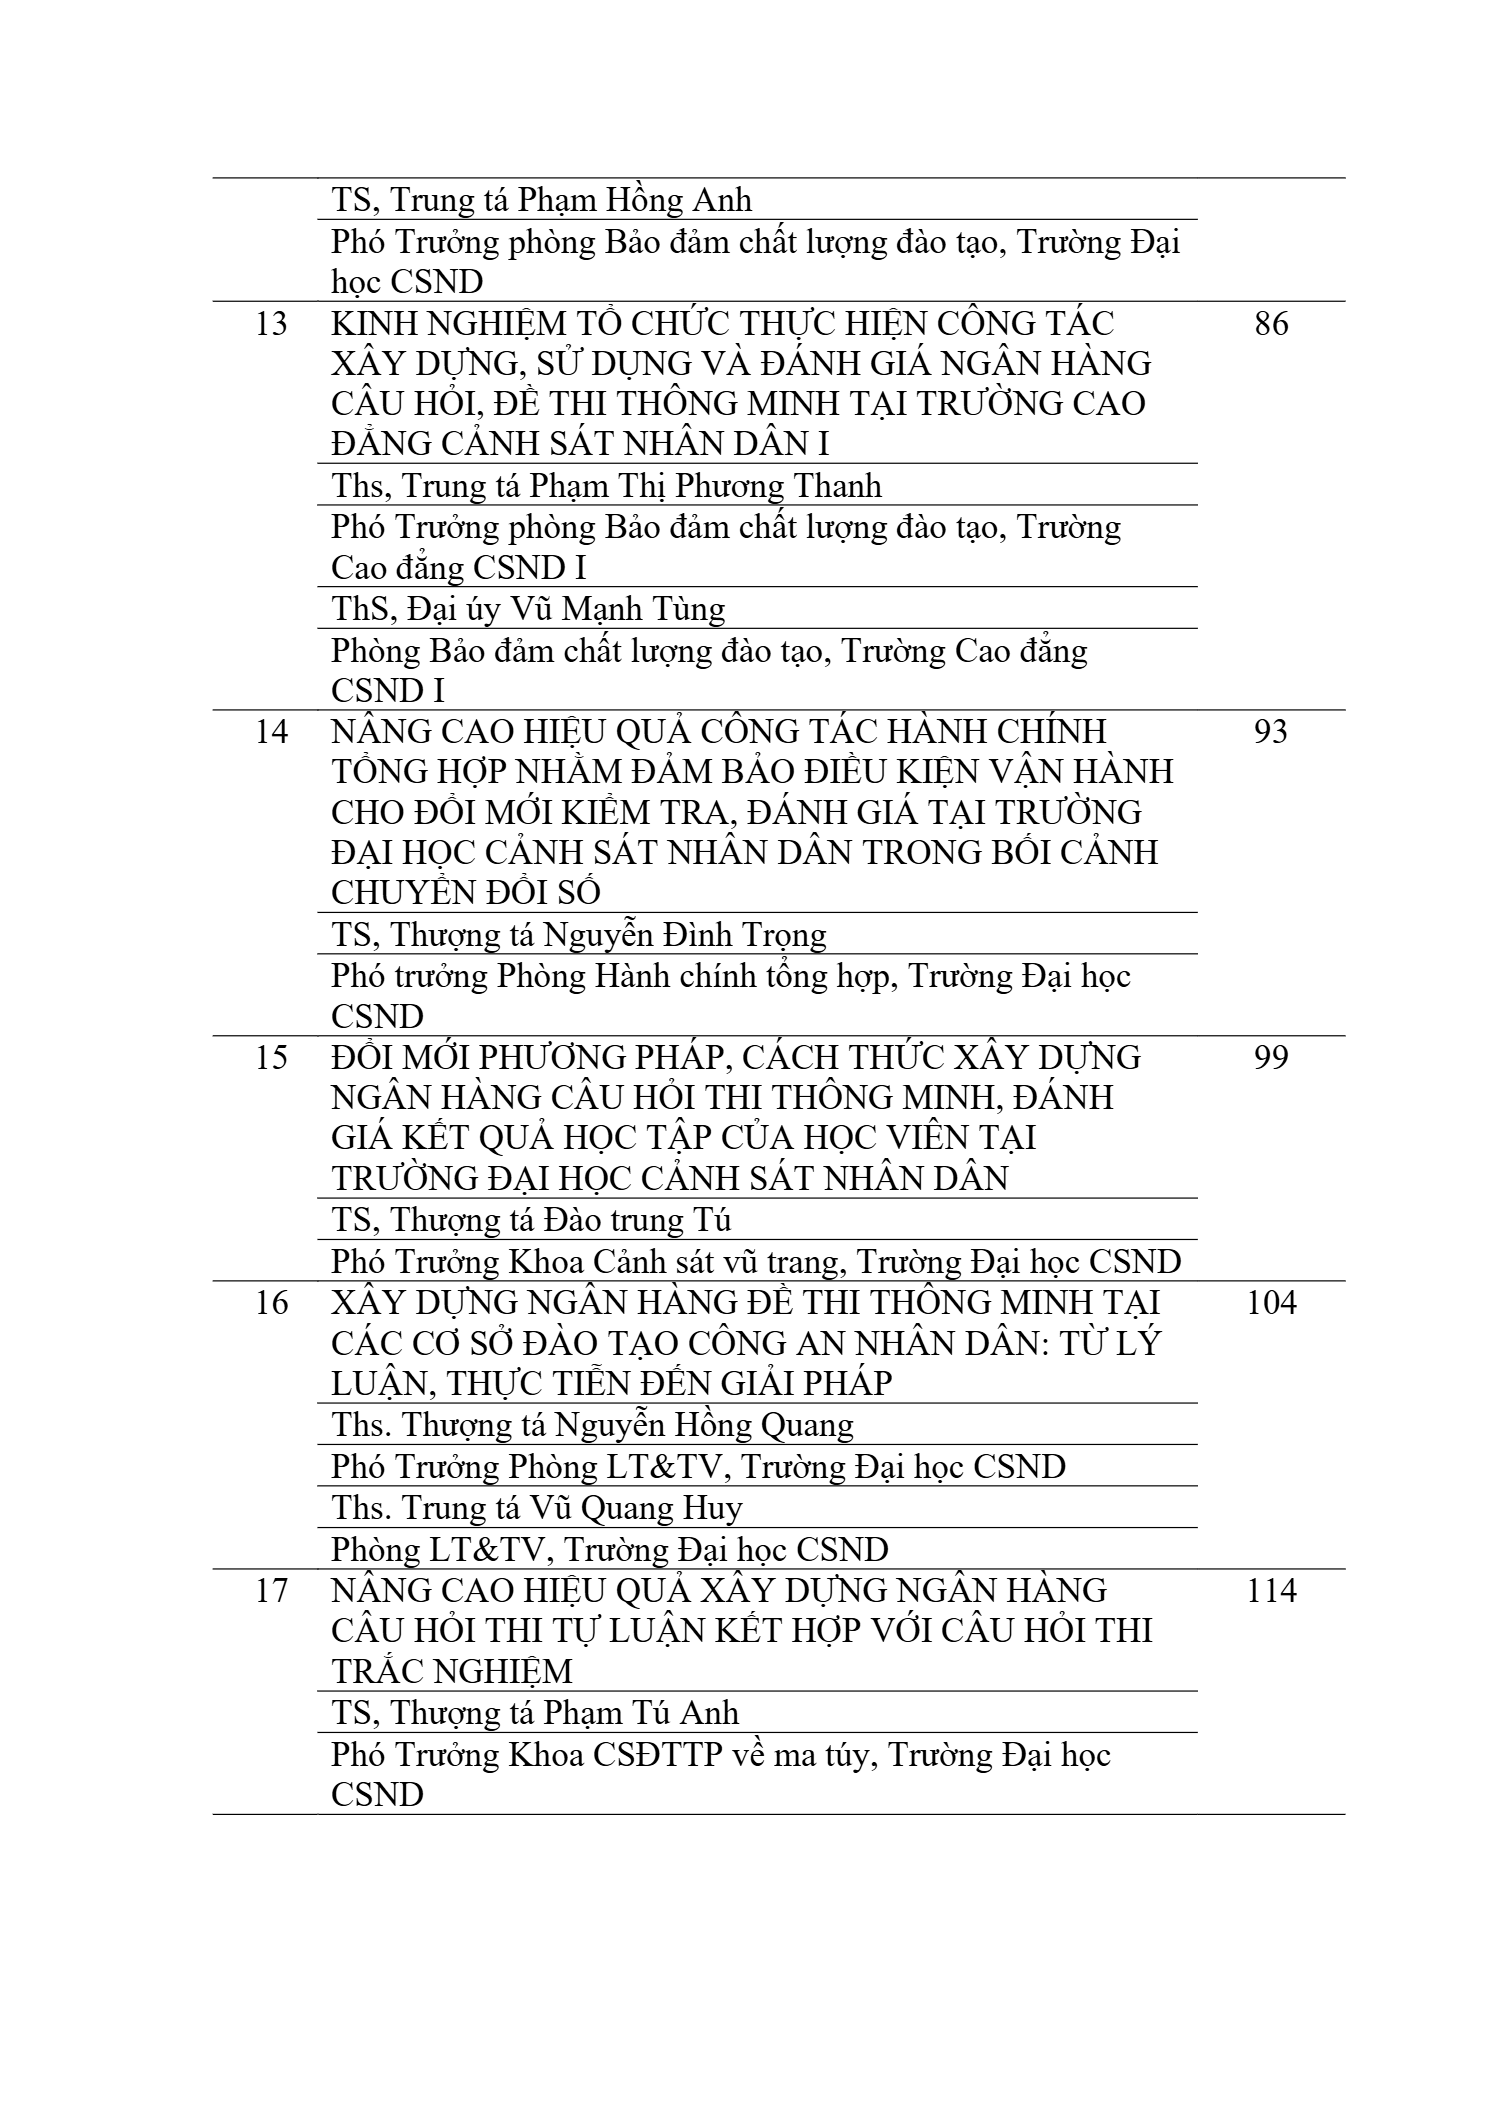 TS, Trung tá Phạm Hồng Anh
Phó Trưởng phòng Bảo đảm chất lượng đào tạo, Trường Đại
học CSND
13 KINH NGHIỆM TỔ CHỨC THỰC HIỆN CÔNG TÁC 86
XÂY DỰNG, SỬ DỤNG VÀ ĐÁNH GIÁ NGÂN HÀNG
CÂU HỎI, ĐỀ THI THÔNG MINH TẠI TRƯỜNG CAO
ĐẲNG CẢNH SÁT NHÂN DÂN I
Ths, Trung tá Phạm Thị Phương Thanh
Phó Trưởng phòng Bảo đảm chất lượng đào tạo, Trường
Cao đẳng CSND I
ThS, Đại úy Vũ Mạnh Tùng
Phòng Bảo đảm chất lượng đào tạo, Trường Cao đẳng
CSND I
14 NÂNG CAO HIỆU QUẢ CÔNG TÁC HÀNH CHÍNH 93
TỔNG HỢP NHẰM ĐẢM BẢO ĐIỀU KIỆN VẬN HÀNH
CHO ĐỔI MỚI KIỂM TRA, ĐÁNH GIÁ TẠI TRƯỜNG
ĐẠI HỌC CẢNH SÁT NHÂN DÂN TRONG BỐI CẢNH
CHUYỂN ĐỔI SỐ
TS, Thượng tá Nguyễn Đình Trọng
Phó trưởng Phòng Hành chính tổng hợp, Trường Đại học
CSND
15 ĐỔI MỚI PHƯƠNG PHÁP, CÁCH THỨC XÂY DỰNG 99
NGÂN HÀNG CÂU HỎI THI THÔNG MINH, ĐÁNH
GIÁ KẾT QUẢ HỌC TẬP CỦA HỌC VIÊN TẠI
TRƯỜNG ĐẠI HỌC CẢNH SÁT NHÂN DÂN
TS, Thượng tá Đào trung Tú
Phó Trưởng Khoa Cảnh sát vũ trang, Trường Đại học CSND
16 XÂY DỰNG NGÂN HÀNG ĐỀ THI THÔNG MINH TẠI 104
CÁC CƠ SỞ ĐÀO TẠO CÔNG AN NHÂN DÂN: TỪ LÝ
LUẬN, THỰC TIỄN ĐẾN GIẢI PHÁP
Ths. Thượng tá Nguyễn Hồng Quang
Phó Trưởng Phòng LT&TV, Trường Đại học CSND
Ths. Trung tá Vũ Quang Huy
Phòng LT&TV, Trường Đại học CSND
17 NÂNG CAO HIỆU QUẢ XÂY DỰNG NGÂN HÀNG 114
CÂU HỎI THI TỰ LUẬN KẾT HỢP VỚI CÂU HỎI THI
TRẮC NGHIỆM
TS, Thượng tá Phạm Tú Anh
Phó Trưởng Khoa CSĐTTP về ma túy, Trường Đại học
CSND